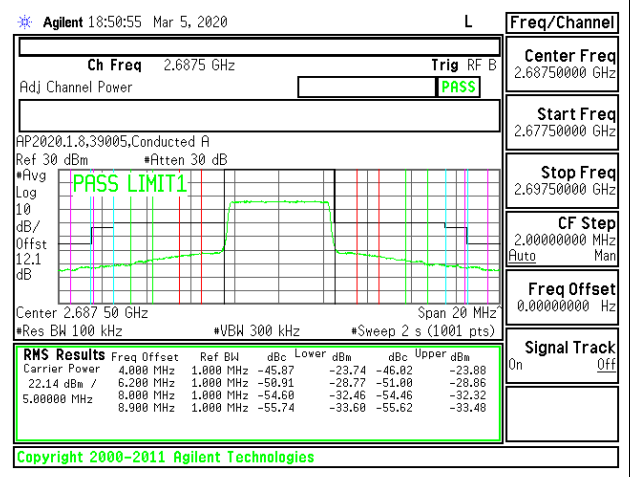 Agilent 18:50:55 Mar 5, 2020 L
Freq/Channel
Ch Freq 2.6875 GHz Trig RF B
Adj Channel Power PASS
Center Freq
2.68750000 GHz
Start Freq
2.67750000 GHz
Stop Freq
2.69750000 GHz
CF Step
2.00000000 MHz
Auto Man
Freq Offset
0.00000000 Hz
Signal Track
On Off
AP2020.1.8,39005,Conducted A
Ref 30 dBm #Atten 30 dB
#Avg
Log
10
dB/
Offst
12.1
dB
PASS LIMIT1
Center 2.687 50 GHz Span 20 MHz^
#Res BW 100 kHz #VBW 300 kHz #Sweep 2 s (1001 pts)
RMS Results Freq Offset Ref BW dBc Lower dBm dBc Upper dBm
Carrier Power 4.000 MHz 1.000 MHz -45.87 -23.74 -46.02 -23.88
22.14 dBm / 6.200 MHz 1.000 MHz -50.91 -28.77 -51.00 -28.86
5.00000 MHz 8.000 MHz 1.000 MHz -54.60 -32.46 -54.46 -32.32
8.900 MHz 1.000 MHz -55.74 -33.60 -55.62 -33.48
Copyright 2000-2011 Agilent Technologies